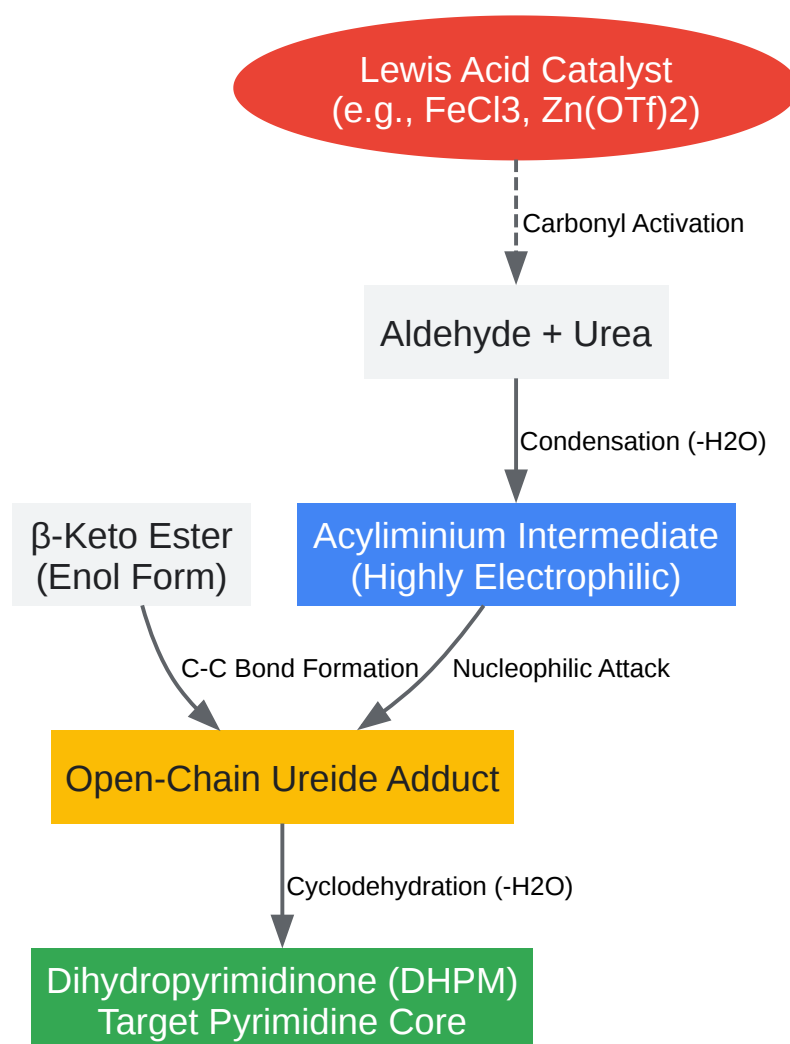 Lewis Acid Catalyst
(e.g., FeCl3, Zn(OTf)2)
Carbonyl Activation
Aldehyde + Urea
Condensation (-H2O)
β-Keto Ester
(Enol Form)
Acyliminium Intermediate
(Highly Electrophilic)
C-C Bond Formation
Nucleophilic Attack
Open-Chain Ureide Adduct
Cyclodehydration (-H2O)
Dihydropyrimidinone (DHPM)
Target Pyrimidine Core